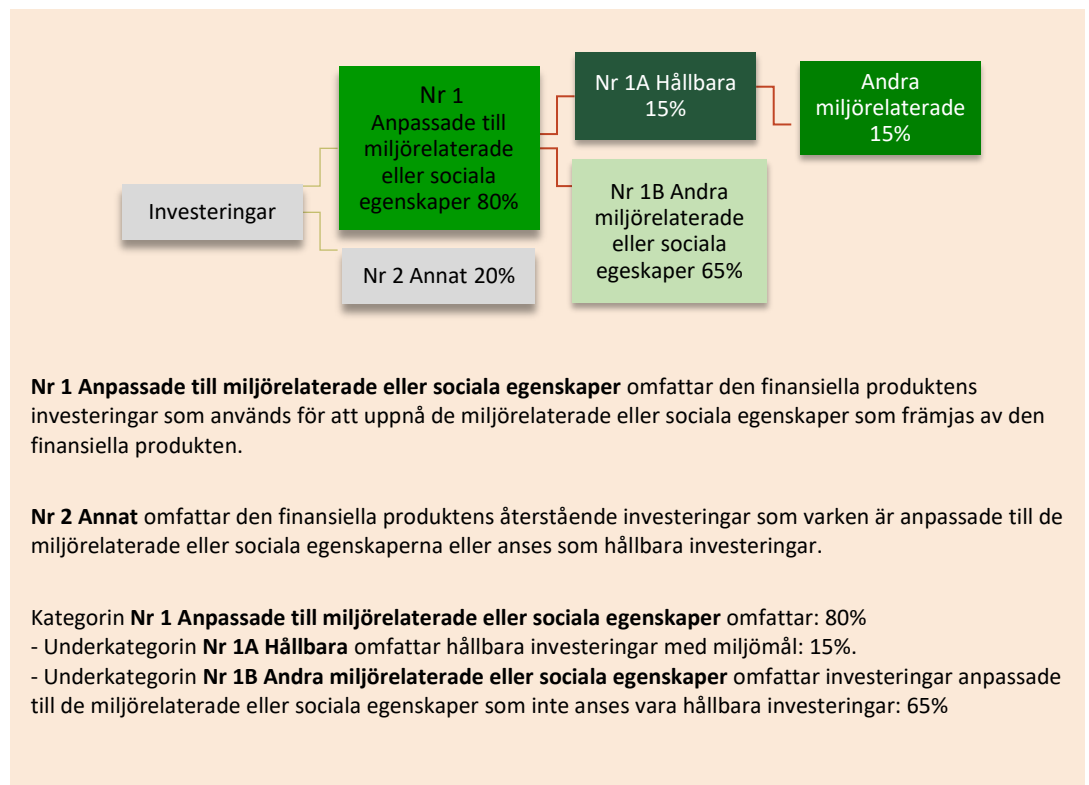 Investeringar
Nr 1
Anpassade till
miljörelaterade
eller sociala
egenskaper 80%
Nr 2 Annat 20%
Nr 1A Hållbara
15%
Nr 1B Andra
miljörelaterade
eller sociala
egeskaper 65%
Andra
miljörelaterade
15%
Nr 1 Anpassade till miljörelaterade eller sociala egenskaper omfattar den finansiella produktens
investeringar som används för att uppnå de miljörelaterade eller sociala egenskaper som främjas av den
finansiella produkten.
Nr 2 Annat omfattar den finansiella produktens återstående investeringar som varken är anpassade till de
miljörelaterade eller sociala egenskaperna eller anses som hållbara investeringar.
Kategorin Nr 1 Anpassade till miljörelaterade eller sociala egenskaper omfattar: 80%
- Underkategorin Nr 1A Hållbara omfattar hållbara investeringar med miljömål: 15%.
- Underkategorin Nr 1B Andra miljörelaterade eller sociala egenskaper omfattar investeringar anpassade
till de miljörelaterade eller sociala egenskaper som inte anses vara hållbara investeringar: 65%